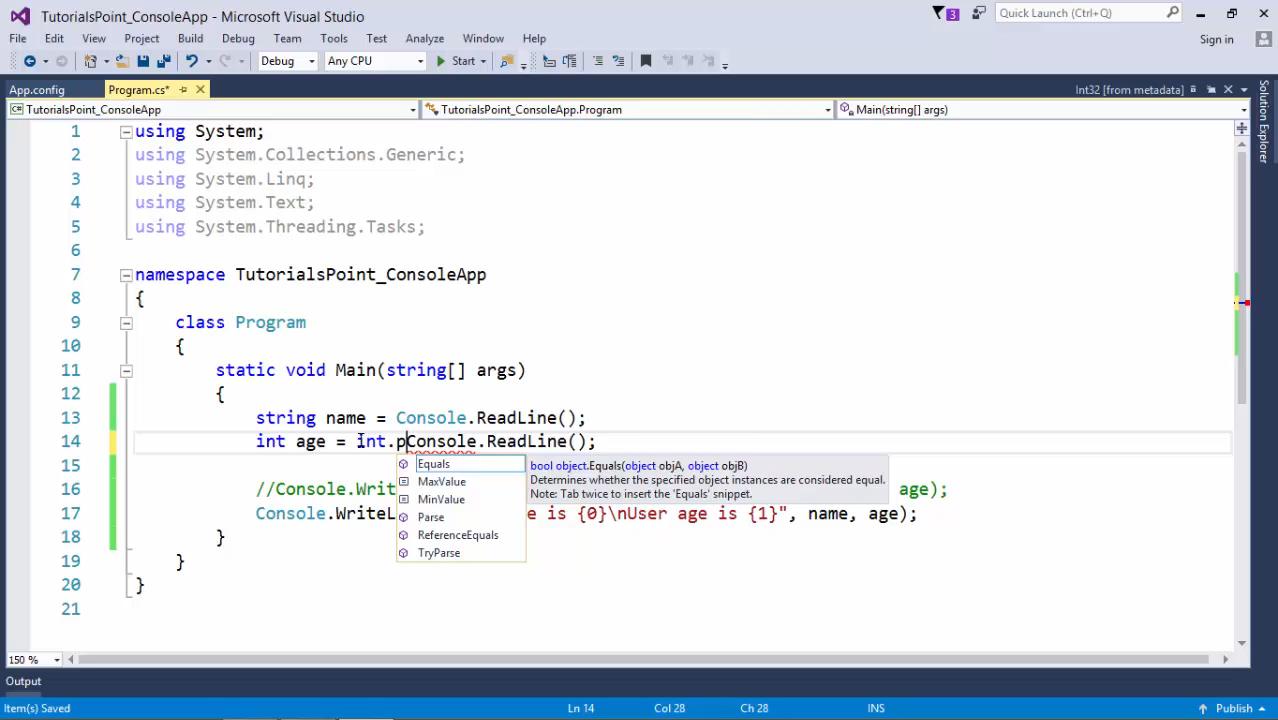 TutorialsPoint_ConsoleApp - Microsoft Visual Studio
3
Quick Launch (Ctrl+Q)
File Edit View Project Build Debug Team Tools Test Analyze Window Help
Sign in
Debug Any CPU Start
App.config Program.cs* Int32 [from metadata]
TutorialsPoint_ConsoleApp TutorialsPoint_ConsoleApp.Program Main(string[] args)
Solution Explorer
1 using System;
2 using System.Collections.Generic;
3 using System.Linq;
4 using System.Text;
5 using System.Threading.Tasks;
6
7 namespace TutorialsPoint_ConsoleApp
8 {
9 class Program
10 {
11 static void Main(string[] args)
12 {
13 string name = Console.ReadLine();
14 int age = int.pConsole.ReadLine();
15
Equals
MaxValue
MinValue
Parse
ReferenceEquals
TryParse
bool object.Equals(object objA, object objB)
Determines whether the specified object instances are considered equal.
Note: Tab twice to insert the 'Equals' snippet.
16 //Console.Writ age);
17 Console.WriteL e is {0}\nUser age is {1}", name, age);
18 }
19 }
20 }
21
150 %
Output
Item(s) Saved Ln 14 Col 28 Ch 28 INS Publish